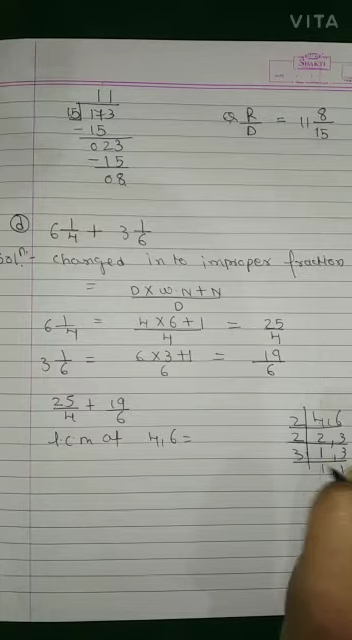 VITA
SHAKTI
11
15 | 173
- 15
023
- 15
08
Q R/D = 11 8/15
(d) 6 1/4 + 3 1/6
Solⁿ:- changed in to improper fraction
= D×W.N+N/D
6 1/4 = 4×6+1/4 = 25/4
3 1/6 = 6×3+1/6 = 19/6
25/4 + 19/6
l.c.m of 4,6 =
2 | 4,6
2 | 2,3
3 | 1,3
1,1